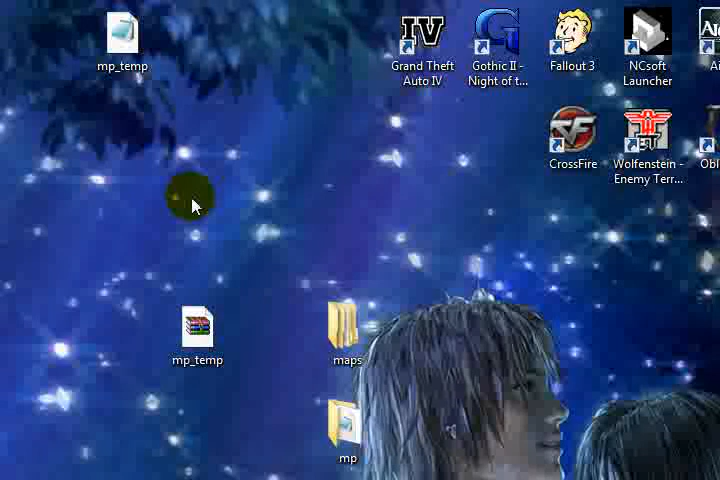 mp_temp
Grand Theft
Auto IV
Gothic II -
Night of t...
Fallout 3
NCsoft
Launcher
CrossFire
Wolfenstein -
Enemy Terr...
mp_temp
maps
mp